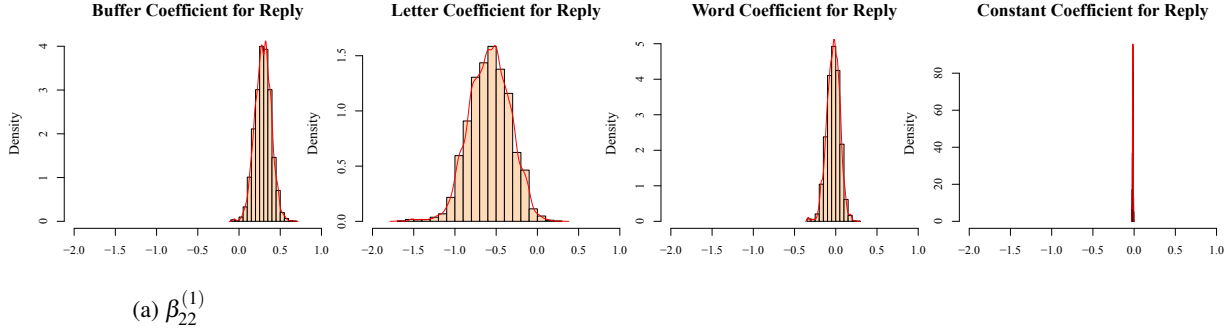 Buffer Coefficient for Reply
Density
0 1 2 3 4
−2.0 −1.5 −1.0 −0.5 0.0 0.5 1.0
Letter Coefficient for Reply
Density
0.0 0.5 1.0 1.5
−2.0 −1.5 −1.0 −0.5 0.0 0.5 1.0
Word Coefficient for Reply
Density
0 1 2 3 4 5
−2.0 −1.5 −1.0 −0.5 0.0 0.5 1.0
Constant Coefficient for Reply
Density
0 20 40 60 80
−2.0 −1.5 −1.0 −0.5 0.0 0.5 1.0
(a) β₂₂⁽¹⁾